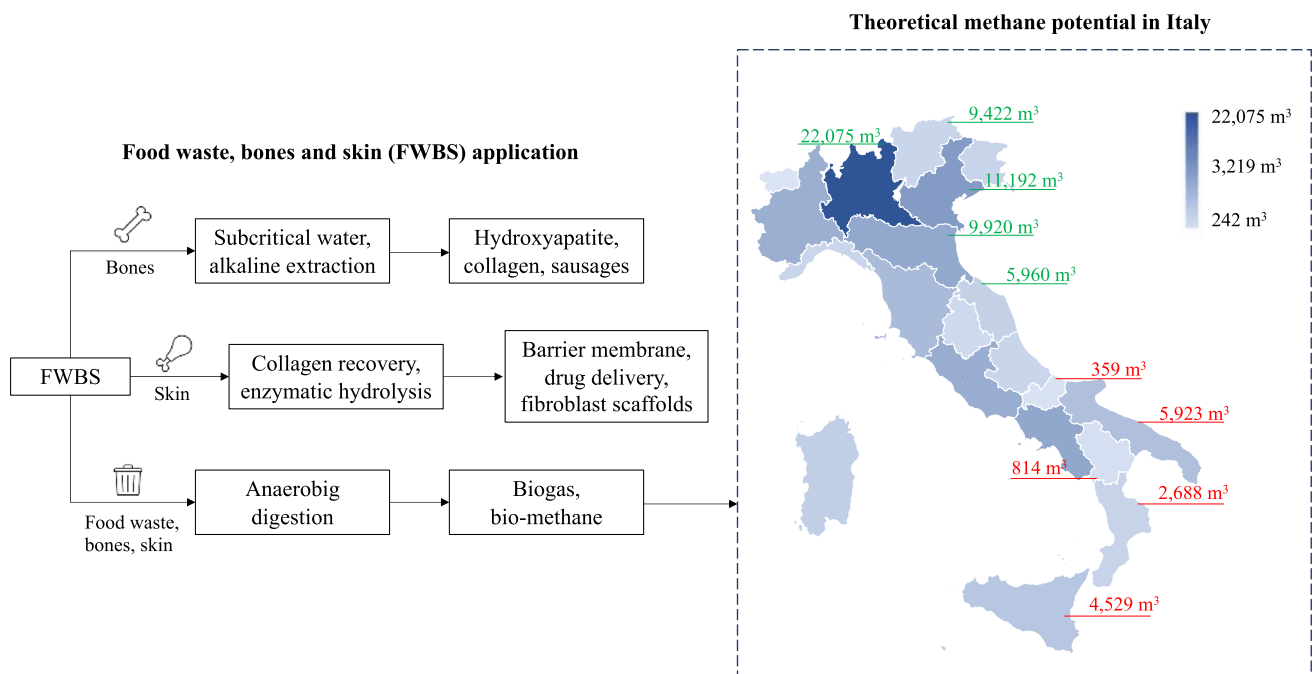 Theoretical methane potential in Italy
Food waste, bones and skin (FWBS) application
Bones
Subcritical water,
alkaline extraction
Hydroxyapatite,
collagen, sausages
FWBS
Skin
Collagen recovery,
enzymatic hydrolysis
Barrier membrane,
drug delivery,
fibroblast scaffolds
Food waste,
bones, skin
Anaerobig
digestion
Biogas,
bio-methane
9,422 m³
22,075 m³
11,192 m³
9,920 m³
5,960 m³
359 m³
5,923 m³
814 m³
2,688 m³
4,529 m³
22,075 m³
3,219 m³
242 m³